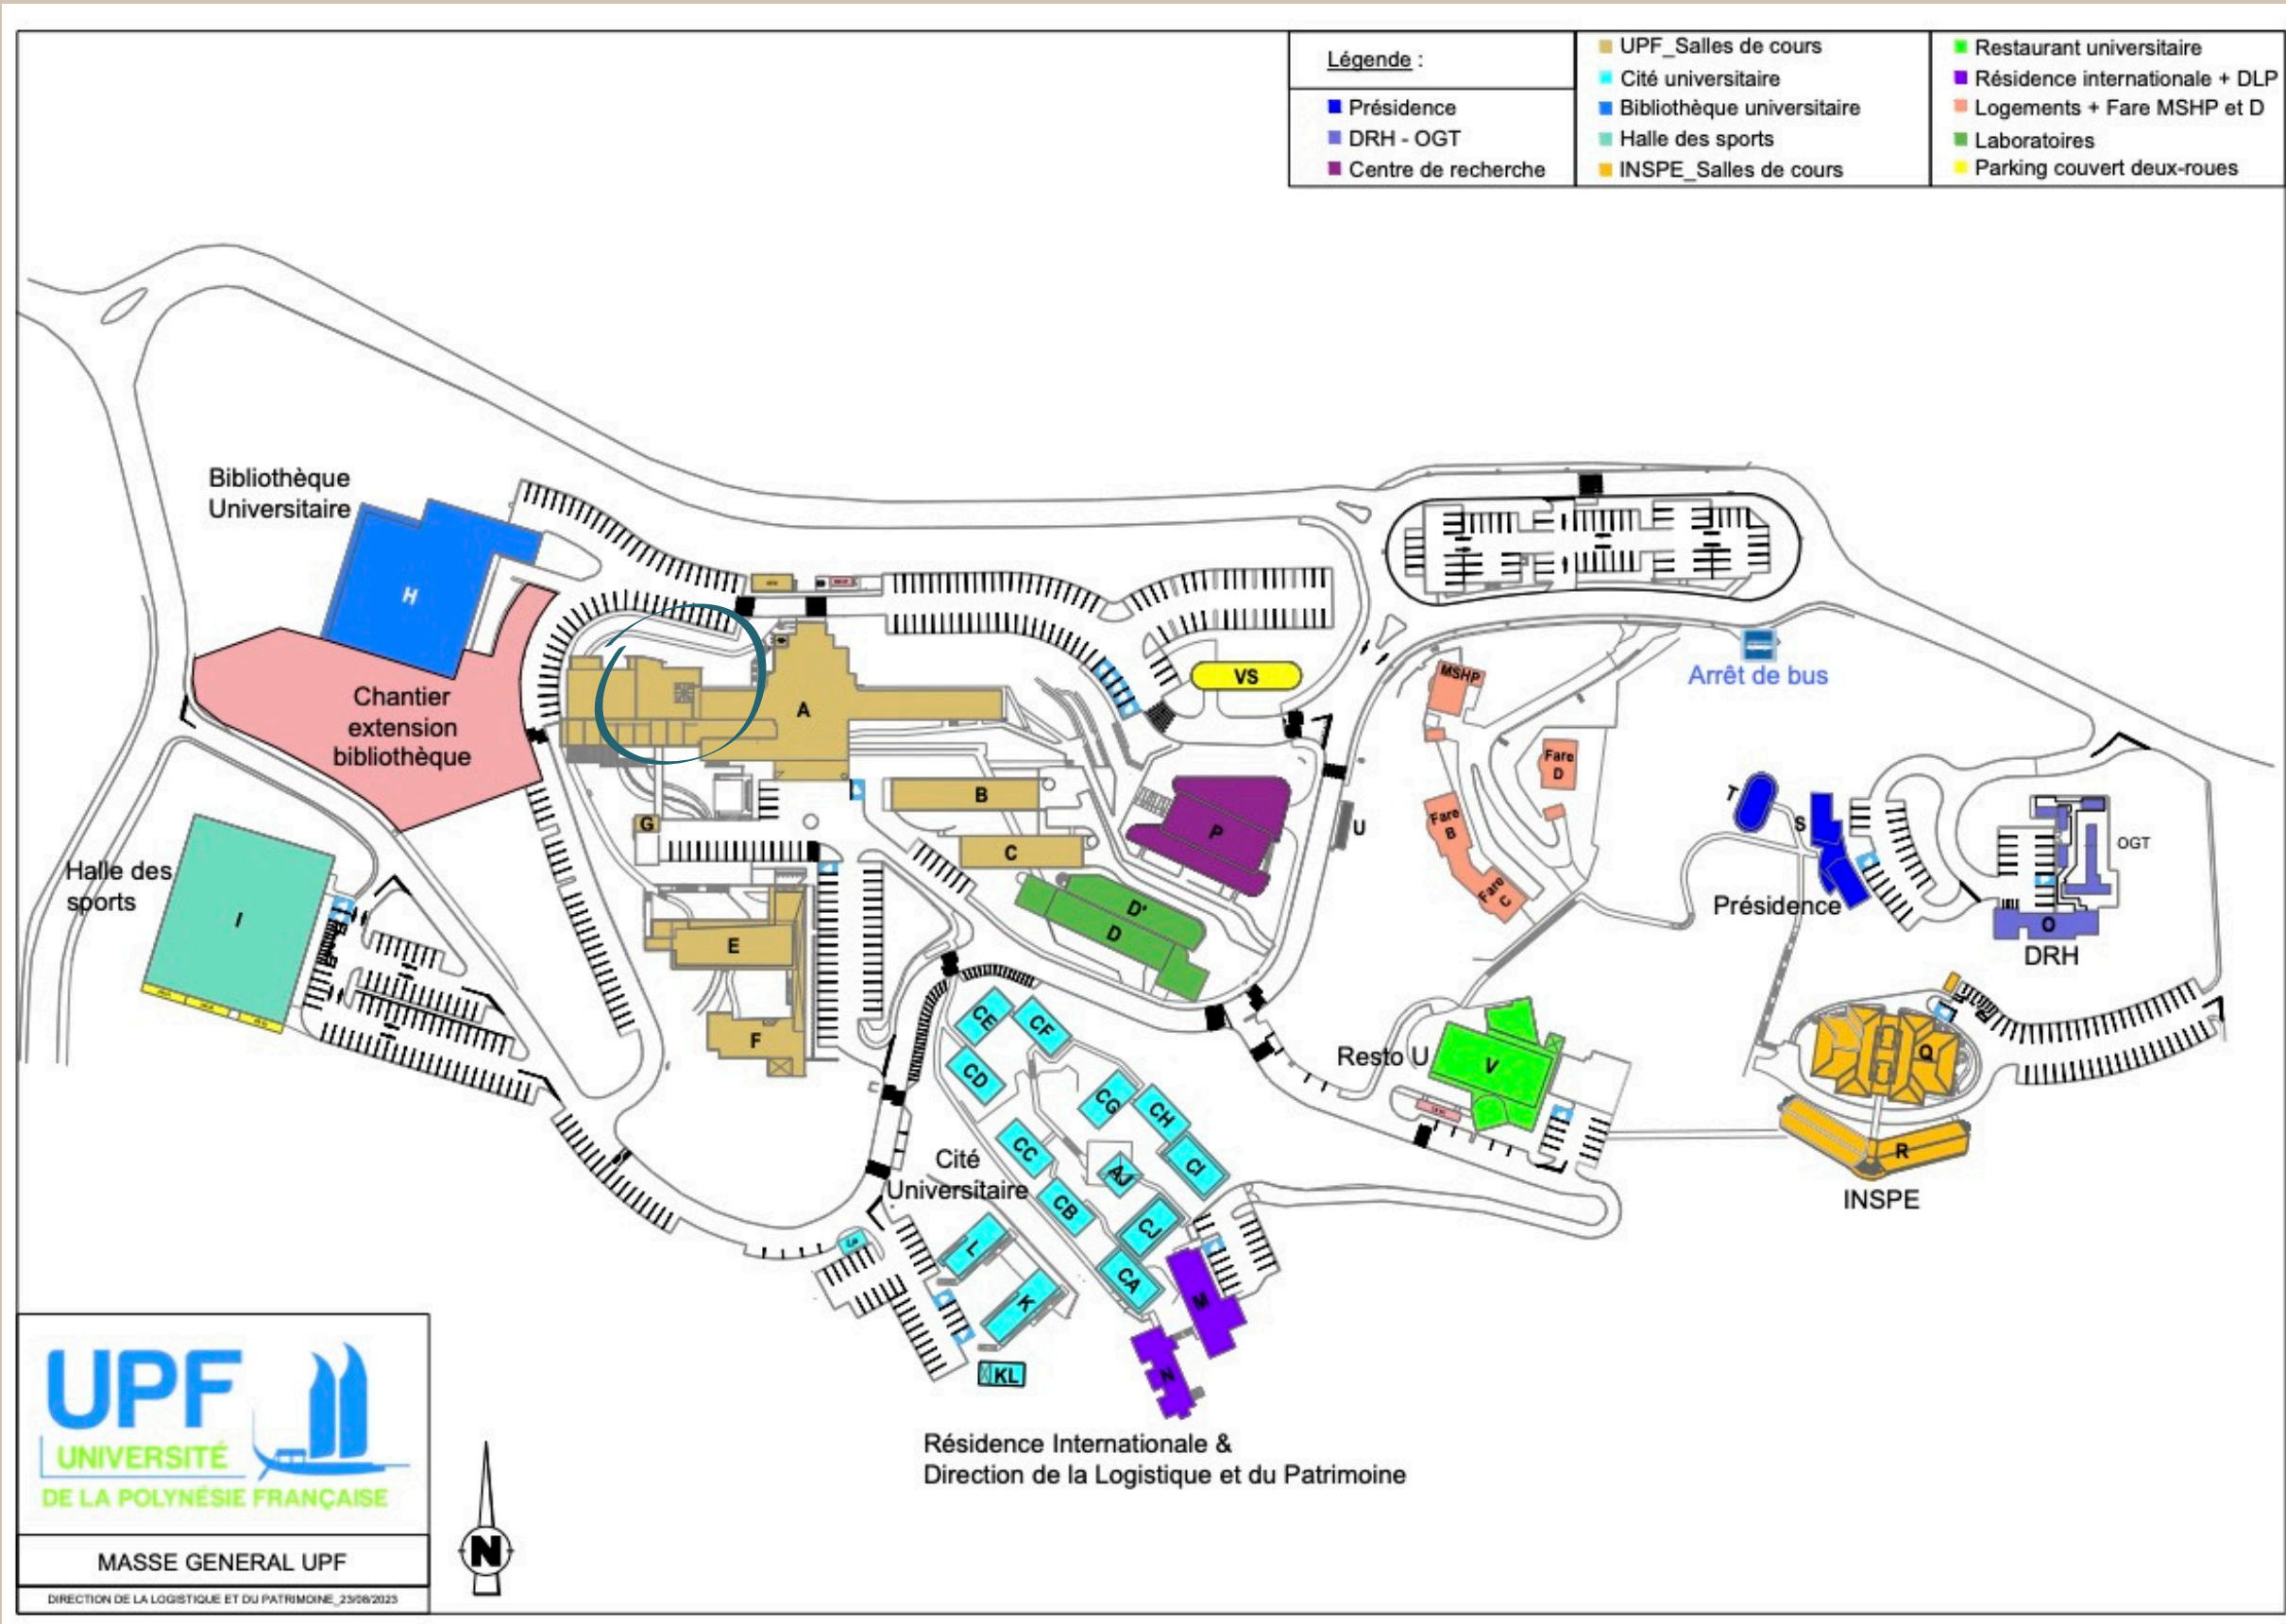 Légende :
Présidence
DRH - OGT
Centre de recherche
UPF_Salles de cours
Cité universitaire
Bibliothèque universitaire
Halle des sports
INSPE_Salles de cours
Restaurant universitaire
Résidence internationale + DLP
Logements + Fare MSHP et D
Laboratoires
Parking couvert deux-roues
Bibliothèque
Universitaire
H
Chantier
extension
bibliothèque
A
VS
MSHP
Arrêt de bus
Fare
D
B
G
C
P
U
Fare
B
Fare
C
T
S
Présidence
OGT
O
DRH
Halle des
sports
I
D'
D
E
F
CE
CF
CD
CG
CH
CC
CI
AJ
CB
CJ
CA
Cité
Universitaire
L
K
KL
M
N
Resto U
V
Q
R
INSPE
Résidence Internationale &
Direction de la Logistique et du Patrimoine
UPF
UNIVERSITÉ
DE LA POLYNÉSIE FRANÇAISE
MASSE GENERAL UPF
DIRECTION DE LA LOGISTIQUE ET DU PATRIMOINE_23/08/2023
N